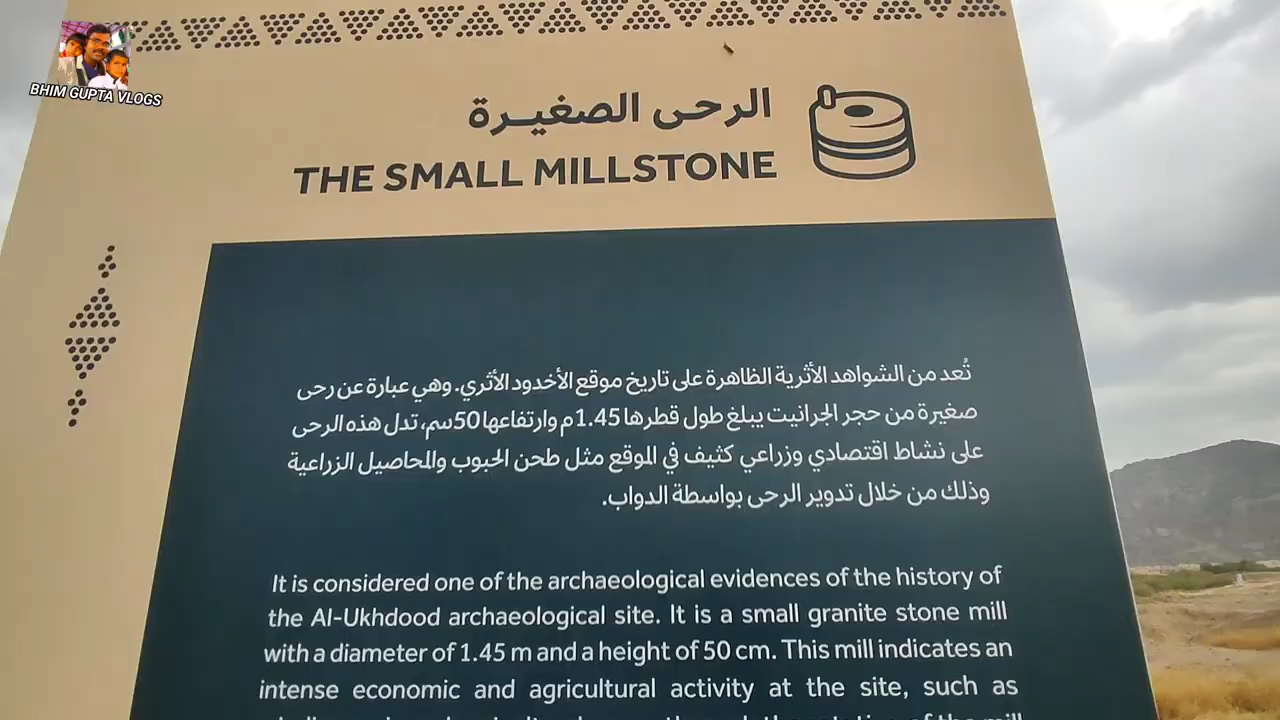 BHIM GUPTA VLOGS
الرحى الصغيرة
THE SMALL MILLSTONE
تُعد من الشواهد الأثرية الظاهرة على تاريخ موقع الأخدود الأثري. وهي عبارة عن رحى
صغيرة من حجر الجرانيت يبلغ طول قطرها 1.45م وارتفاعها 50سم، تدل هذه الرحى
على نشاط اقتصادي وزراعي كثيف في الموقع مثل طحن الحبوب والمحاصيل الزراعية
وذلك من خلال تدوير الرحى بواسطة الدواب.
It is considered one of the archaeological evidences of the history of
the Al-Ukhdood archaeological site. It is a small granite stone mill
with a diameter of 1.45 m and a height of 50 cm. This mill indicates an
intense economic and agricultural activity at the site, such as